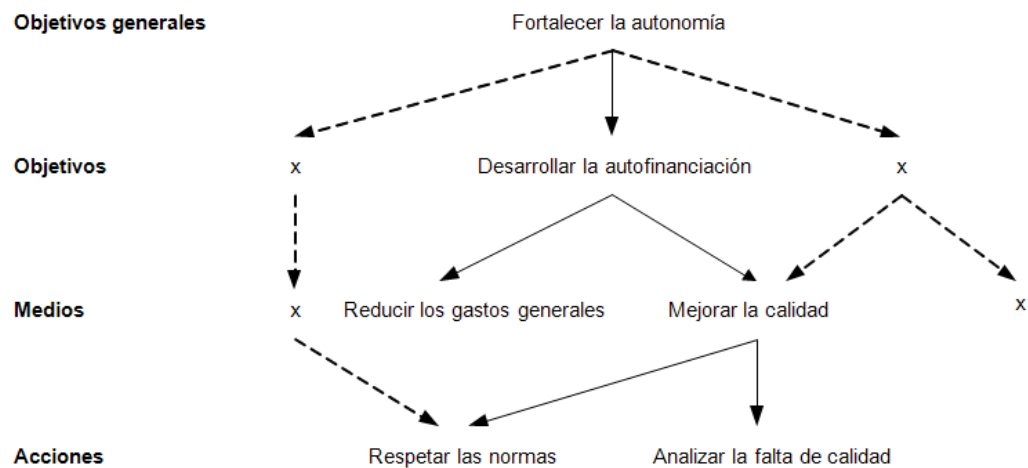 Objetivos generales Fortalecer la autonomía
Objetivos x Desarrollar la autofinanciación x
Medios x Reducir los gastos generales Mejorar la calidad x
Acciones Respetar las normas Analizar la falta de calidad